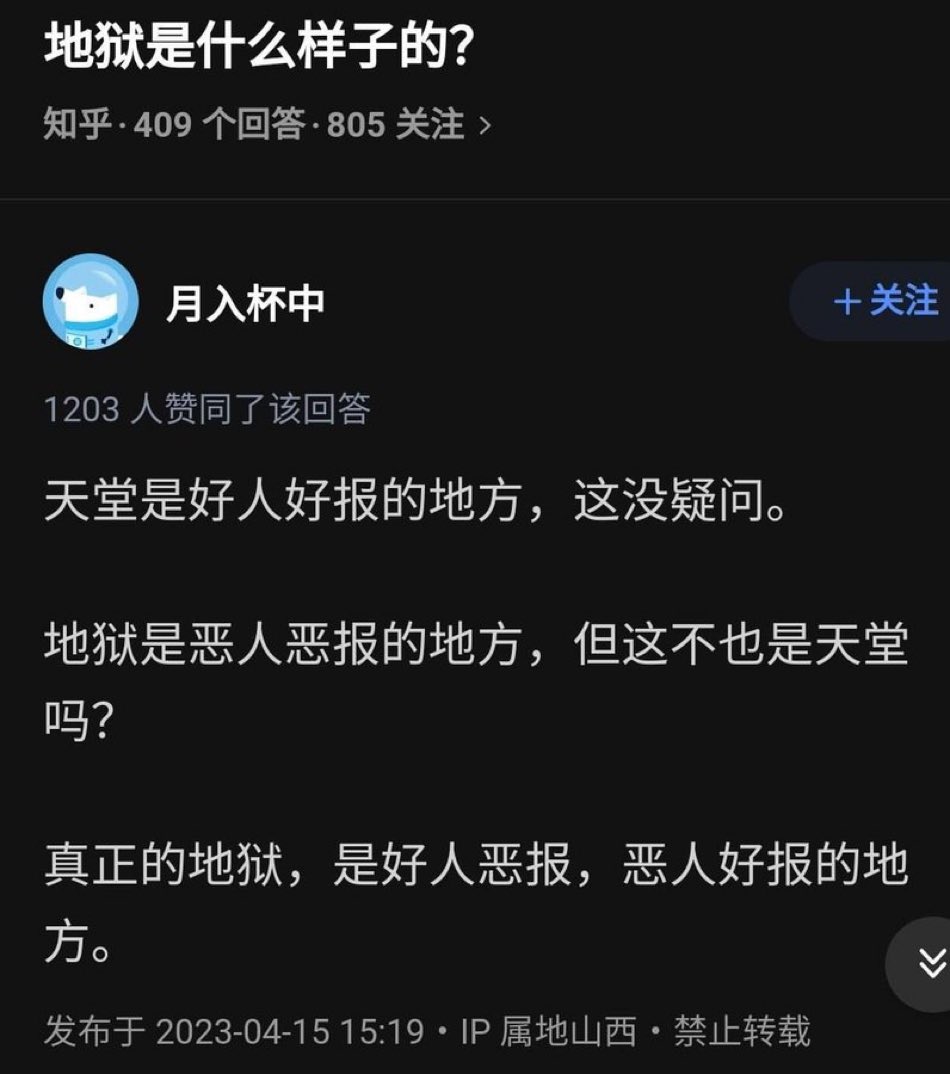 地狱是什么样子的？
知乎·409 个回答·805 关注 >
月入杯中
＋关注
1203 人赞同了该回答
天堂是好人好报的地方，这没疑问。
地狱是恶人恶报的地方，但这不也是天堂
吗？
真正的地狱，是好人恶报，恶人好报的地
方。
发布于 2023-04-15 15:19・IP 属地山西・禁止转载